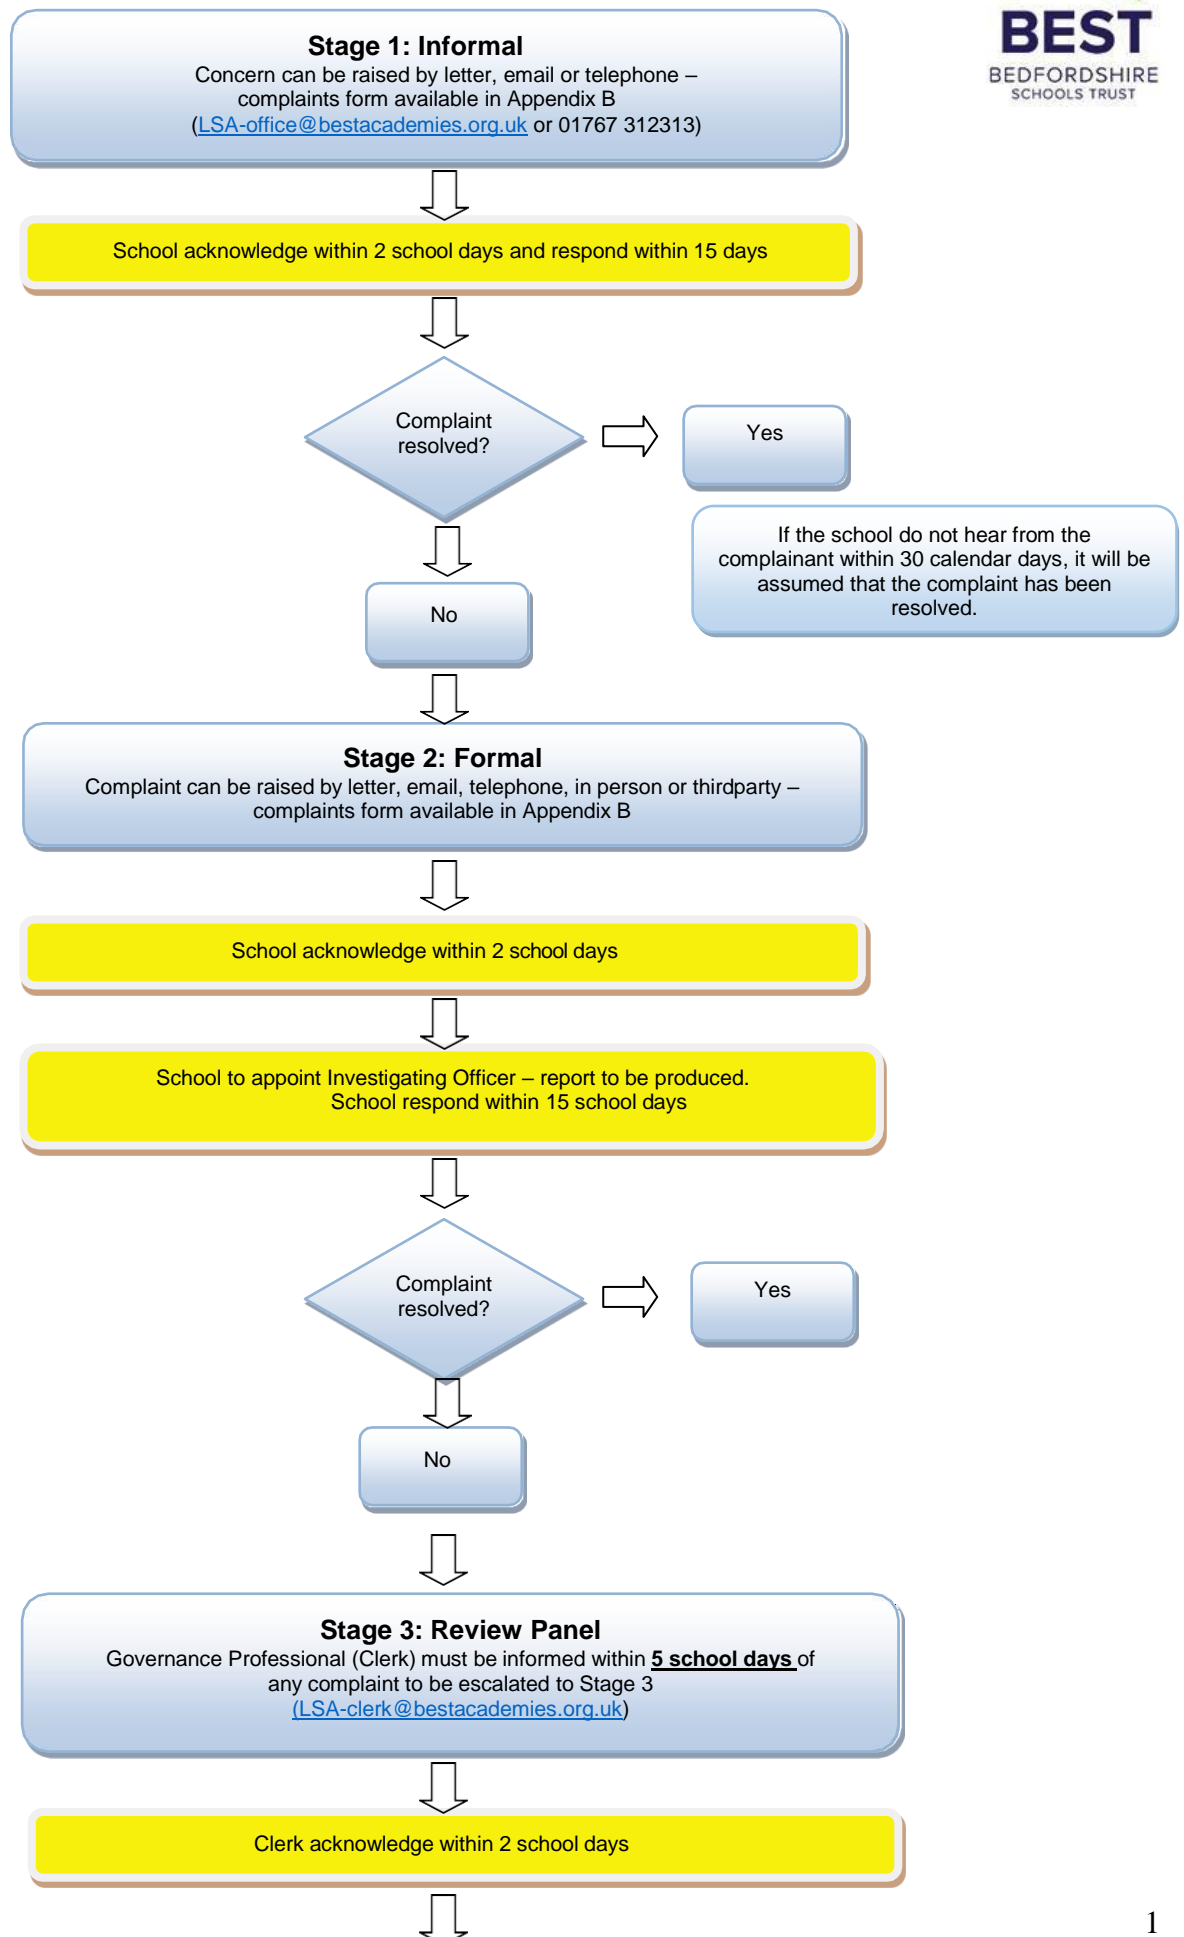 BEST
BEDFORDSHIRE
SCHOOLS TRUST
Stage 1: Informal
Concern can be raised by letter, email or telephone –
complaints form available in Appendix B
(LSA-office@bestacademies.org.uk or 01767 312313)
School acknowledge within 2 school days and respond within 15 days
Complaint
resolved?
Yes
If the school do not hear from the
complainant within 30 calendar days, it will be
assumed that the complaint has been
resolved.
No
Stage 2: Formal
Complaint can be raised by letter, email, telephone, in person or thirdparty –
complaints form available in Appendix B
School acknowledge within 2 school days
School to appoint Investigating Officer – report to be produced.
School respond within 15 school days
Complaint
resolved?
Yes
No
Stage 3: Review Panel
Governance Professional (Clerk) must be informed within 5 school days of
any complaint to be escalated to Stage 3
(LSA-clerk@bestacademies.org.uk)
Clerk acknowledge within 2 school days
1